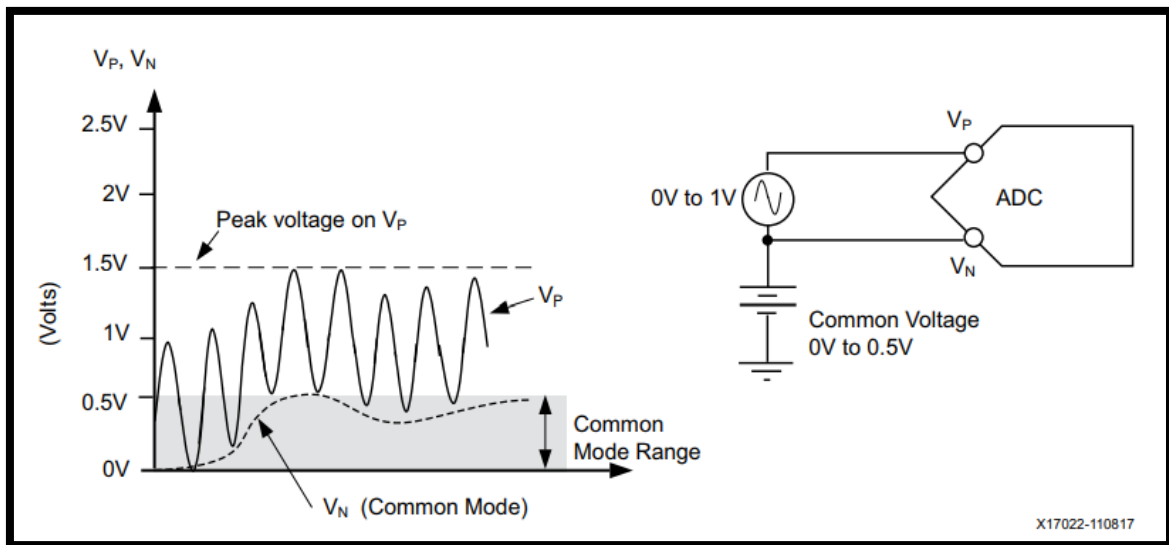 VP, VN
2.5V
2V
Peak voltage on VP
1.5V
VP
(Volts)
1V
0.5V
Common
Mode Range
0V
VN (Common Mode)
VP
0V to 1V
ADC
VN
Common Voltage
0V to 0.5V
X17022-110817